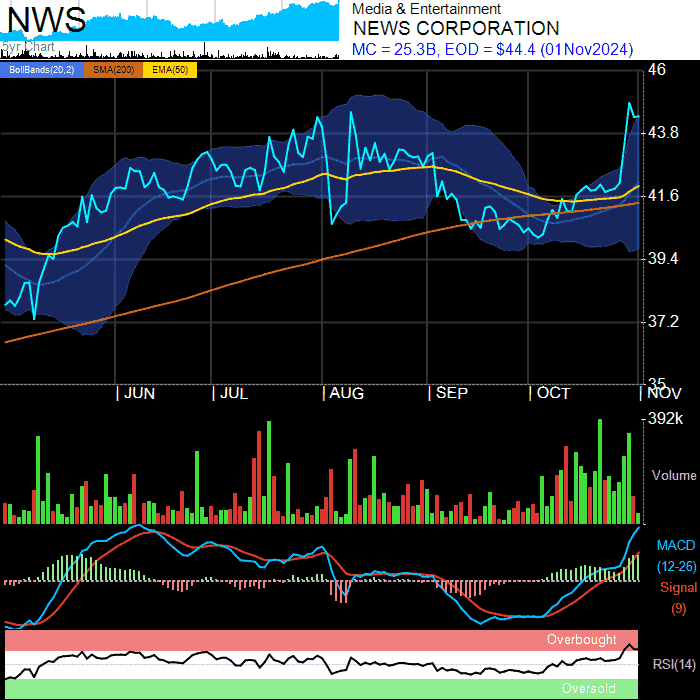 NWS
5yr Chart
Media & Entertainment
NEWS CORPORATION
MC = 25.3B, EOD = $44.4 (01Nov2024)
BollBands(20,2) SMA(200) EMA(50)
46
43.8
41.6
39.4
37.2
35
JUN JUL AUG SEP OCT NOV
392k
Volume
MACD
(12-26)
Signal
(9)
Overbought
RSI(14)
Oversold